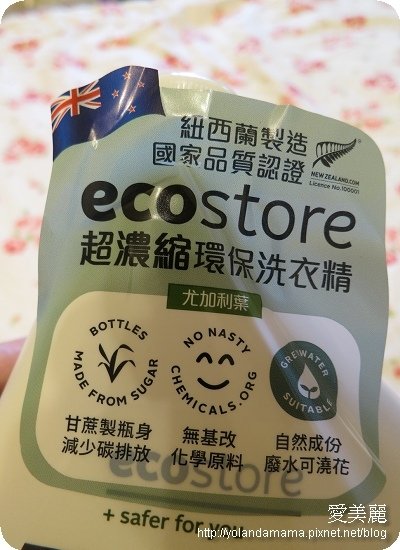 紐西蘭製造
國家品質認證
NEWZEALAND.COM
Licence No.100001
ecostore
超濃縮環保洗衣精
尤加利葉
BOTTLES
MADE FROM SUGAR
NO NASTY
CHEMICALS.ORG
GREYWATER
SUITABLE
甘蔗製瓶身
減少碳排放
無基改
化學原料
自然成份
廢水可澆花
ecostore
+ safer for you
愛美麗
http://yolandamama.pixnet.net/blog